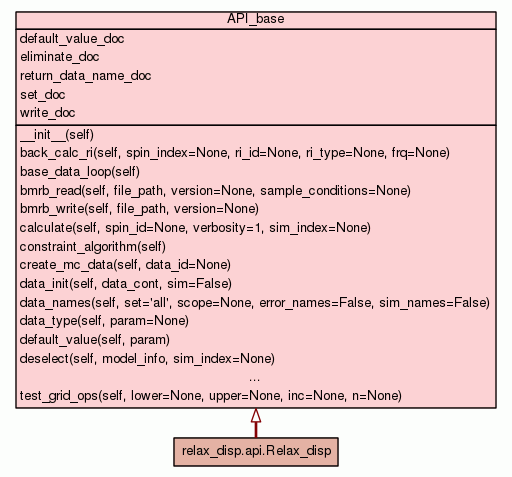 API_base
default_value_doc
eliminate_doc
return_data_name_doc
set_doc
write_doc
__init__(self)
back_calc_ri(self, spin_index=None, ri_id=None, ri_type=None, frq=None)
base_data_loop(self)
bmrb_read(self, file_path, version=None, sample_conditions=None)
bmrb_write(self, file_path, version=None)
calculate(self, spin_id=None, verbosity=1, sim_index=None)
constraint_algorithm(self)
create_mc_data(self, data_id=None)
data_init(self, data_cont, sim=False)
data_names(self, set='all', scope=None, error_names=False, sim_names=False)
data_type(self, param=None)
default_value(self, param)
deselect(self, model_info, sim_index=None)
...
test_grid_ops(self, lower=None, upper=None, inc=None, n=None)
relax_disp.api.Relax_disp